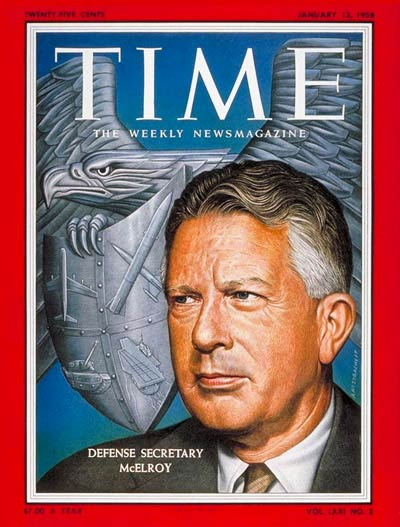 TWENTY-FIVE CENTS
JANUARY 13, 1958
TIME
THE WEEKLY NEWSMAGAZINE
DEFENSE SECRETARY
McELROY
$7.00 A YEAR
VOL. LXXI NO. 2